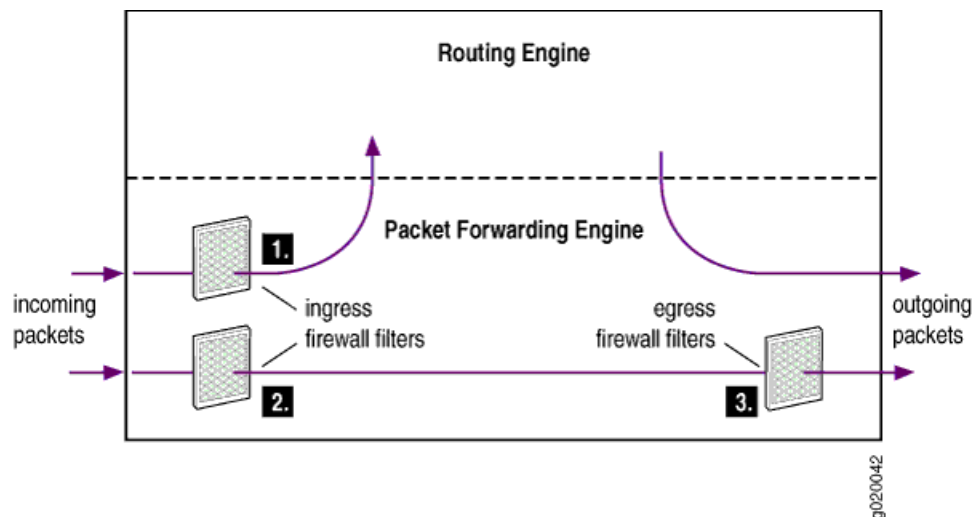 Routing Engine
Packet Forwarding Engine
1.
incoming
packets
ingress
firewall filters
egress
firewall filters
outgoing
packets
2.
3.
g020042